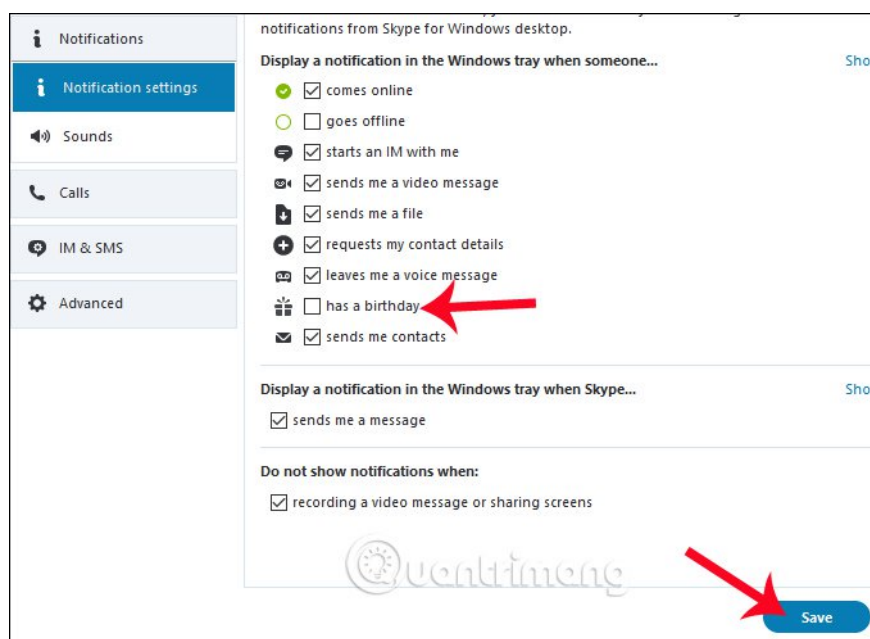 notifications from Skype for Windows desktop.
Notifications
Display a notification in the Windows tray when someone... Sho
Notification settings
comes online
goes offline
Sounds
starts an IM with me
sends me a video message
Calls
sends me a file
requests my contact details
IM & SMS
leaves me a voice message
Advanced
has a birthday
sends me contacts
Display a notification in the Windows tray when Skype... Sho
sends me a message
Do not show notifications when:
recording a video message or sharing screens
Quantrimang
Save